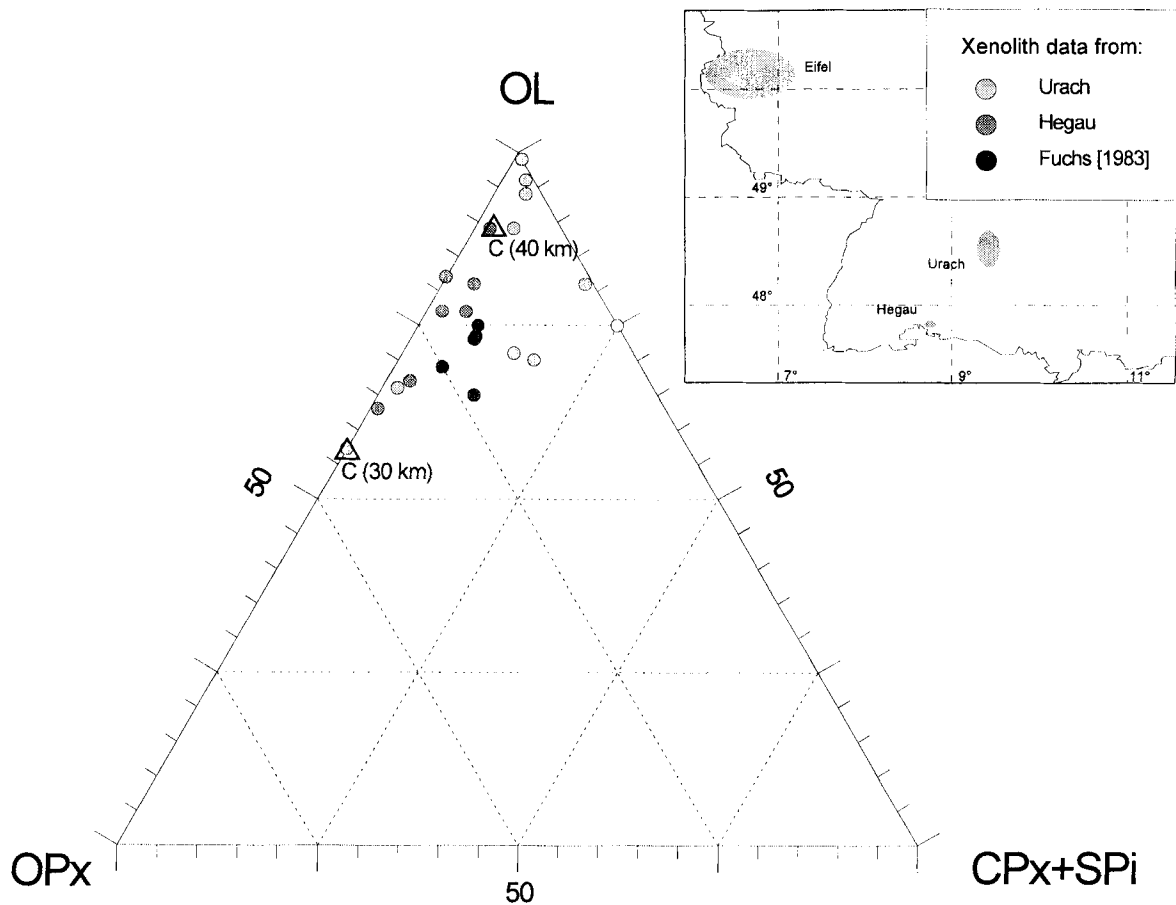 Xenolith data from:
Urach
Hegau
Fuchs [1983]
Eifel
49°
Urach
48°
Hegau
7°
9°
11°
OL
C (40 km)
C (30 km)
50
50
OPx
50
CPx+SPi